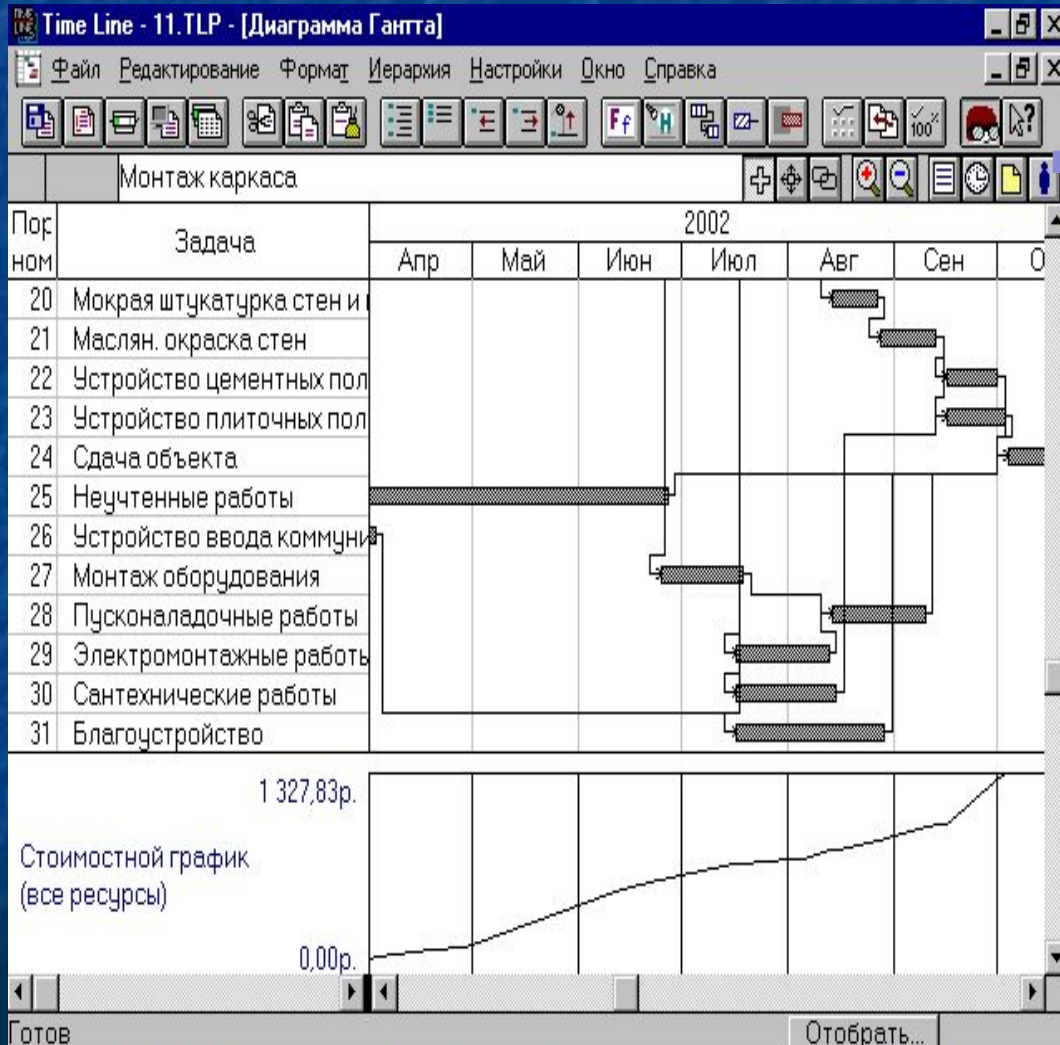 Time Line - 11.TLP - [Диаграмма Гантта]
Файл Редактирование Формат Иерархия Настройки Окно Справка
100%
Монтаж каркаса
Пор ном Задача 2002
Апр Май Июн Июл Авг Сен О
20 Мокрая штукатурка стен и
21 Маслян. окраска стен
22 Устройство цементных пол
23 Устройство плиточных пол
24 Сдача объекта
25 Неучтенные работы
26 Устройство ввода коммуни
27 Монтаж оборудования
28 Пусконаладочные работы
29 Электромонтажные работы
30 Сантехнические работы
31 Благоустройство
1 327,83р.
Стоимостной график
(все ресурсы)
0,00р.
Готов Отобрать...